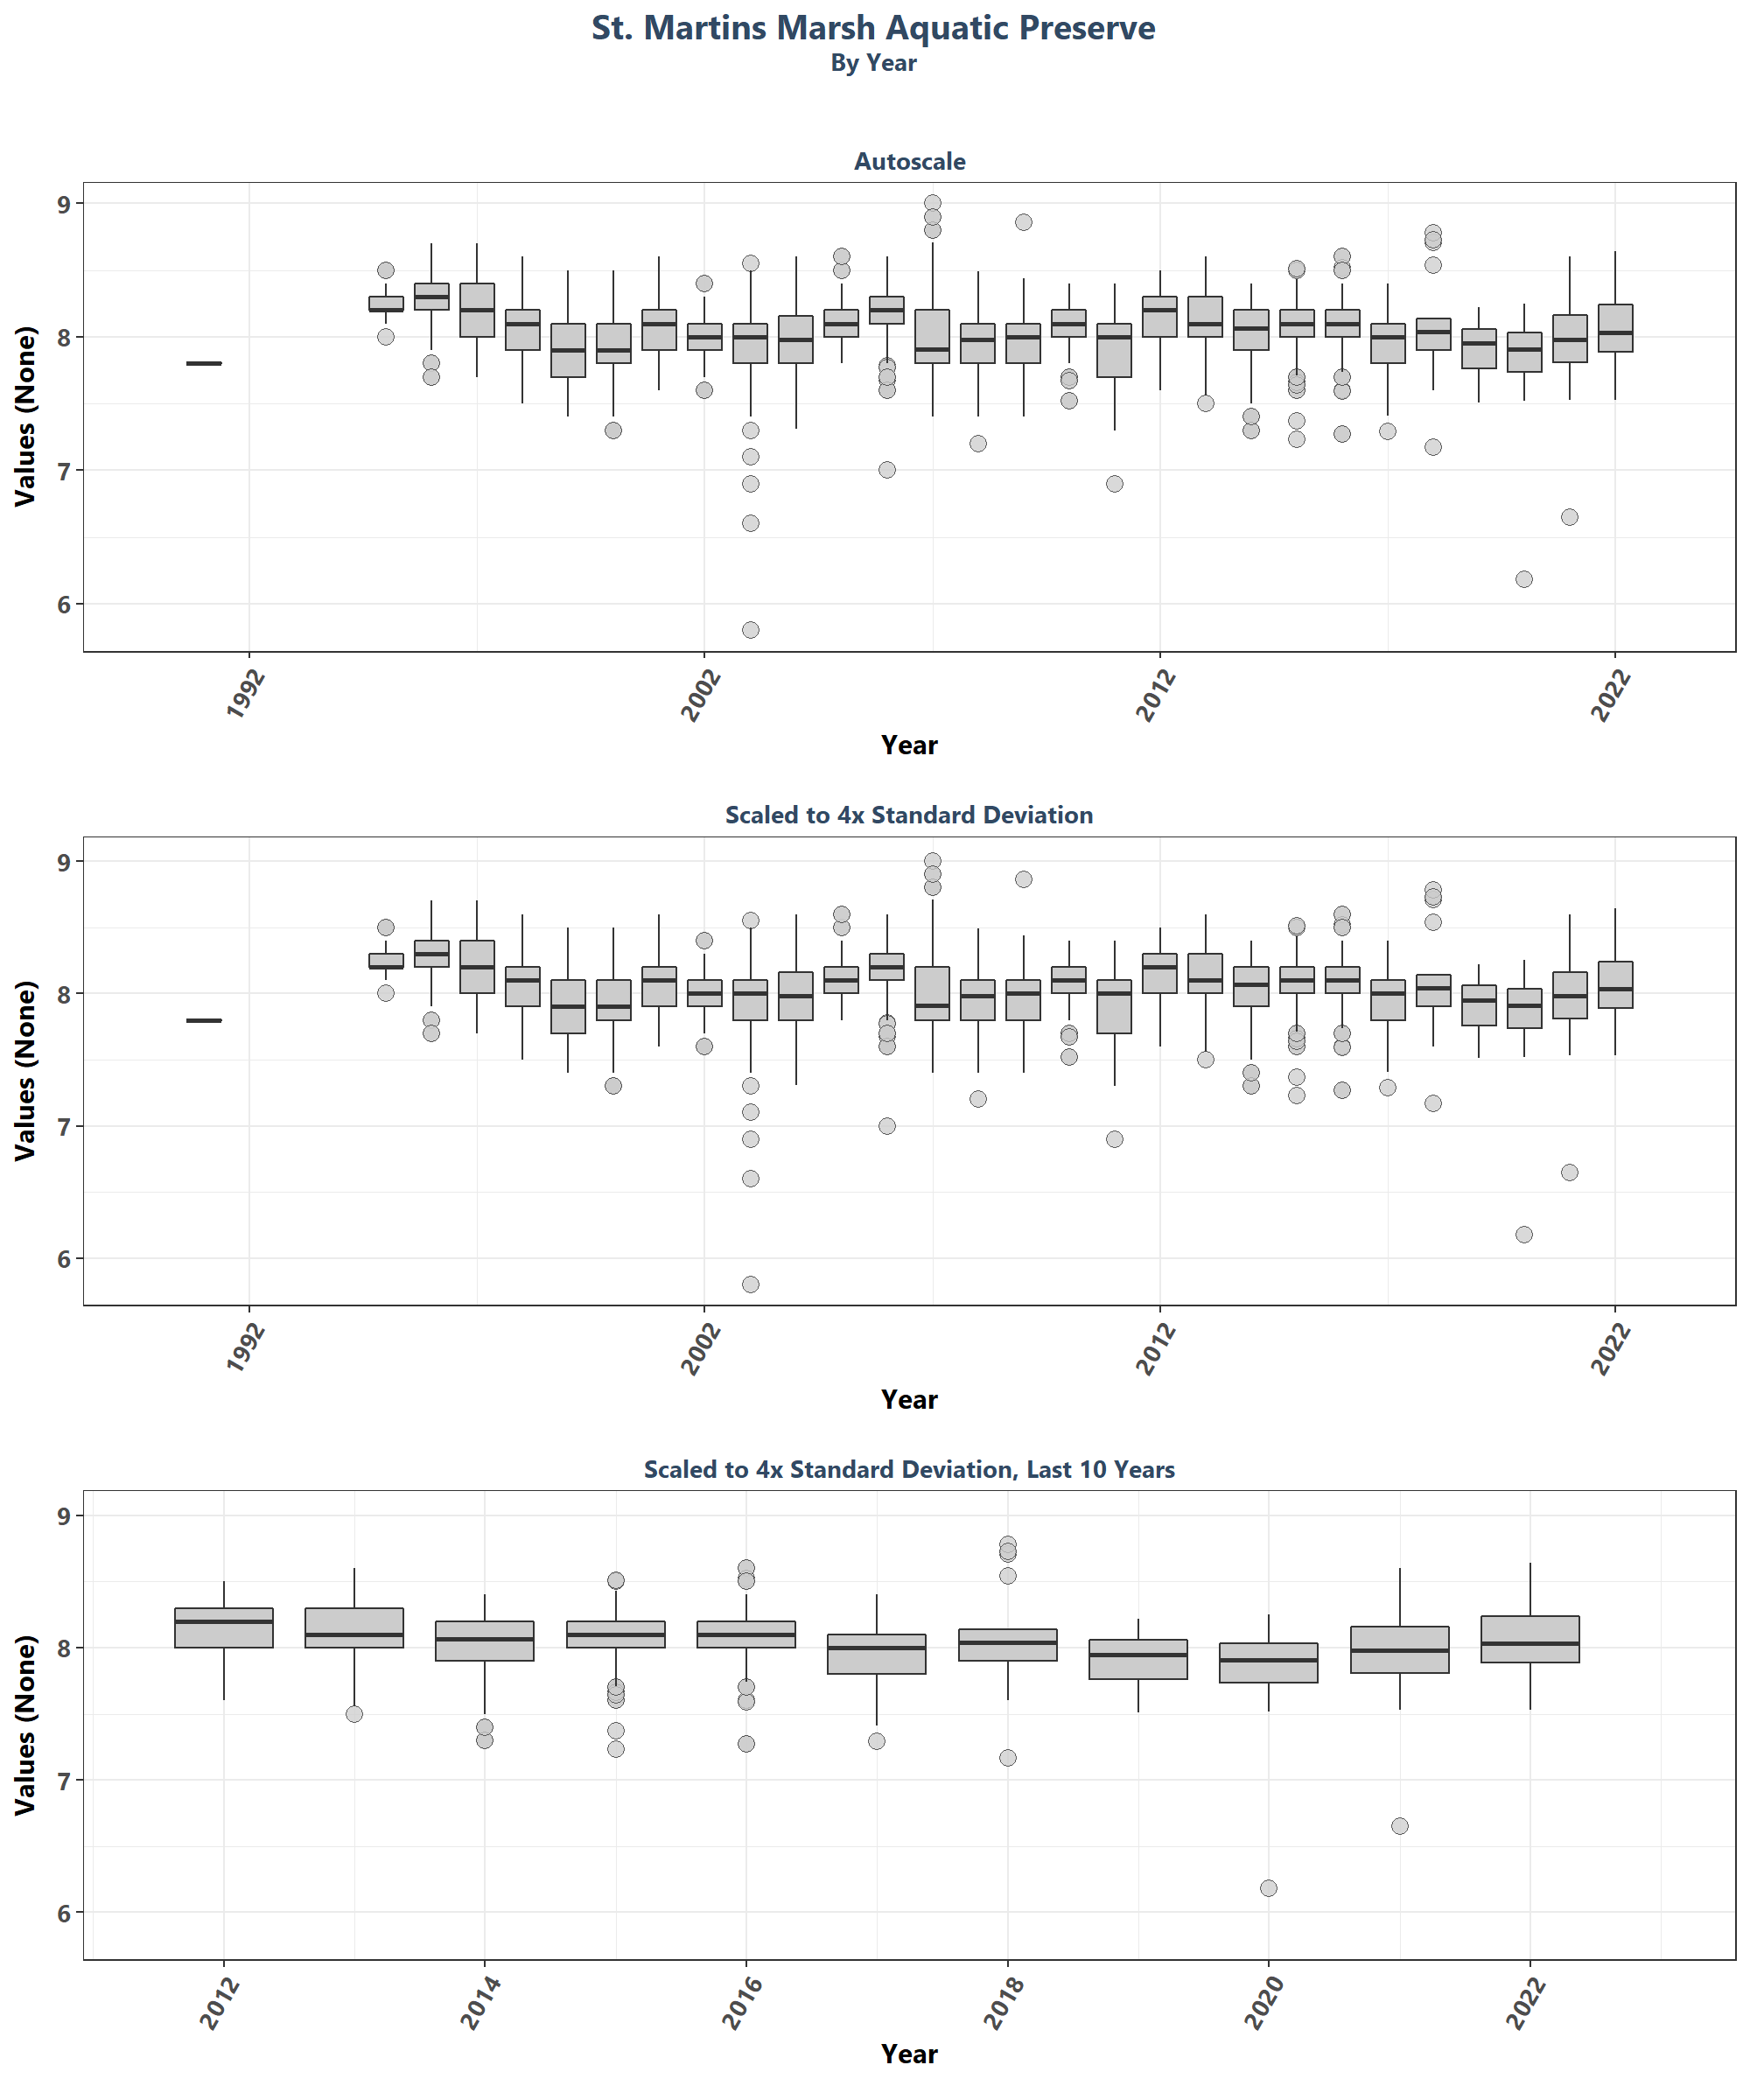 St. Martins Marsh Aquatic Preserve
By Year
Autoscale
Values (None)
9
8
7
6
1992
2002
2012
2022
Year
Scaled to 4x Standard Deviation
Values (None)
9
8
7
6
1992
2002
2012
2022
Year
Scaled to 4x Standard Deviation, Last 10 Years
Values (None)
9
8
7
6
2012
2014
2016
2018
2020
2022
Year